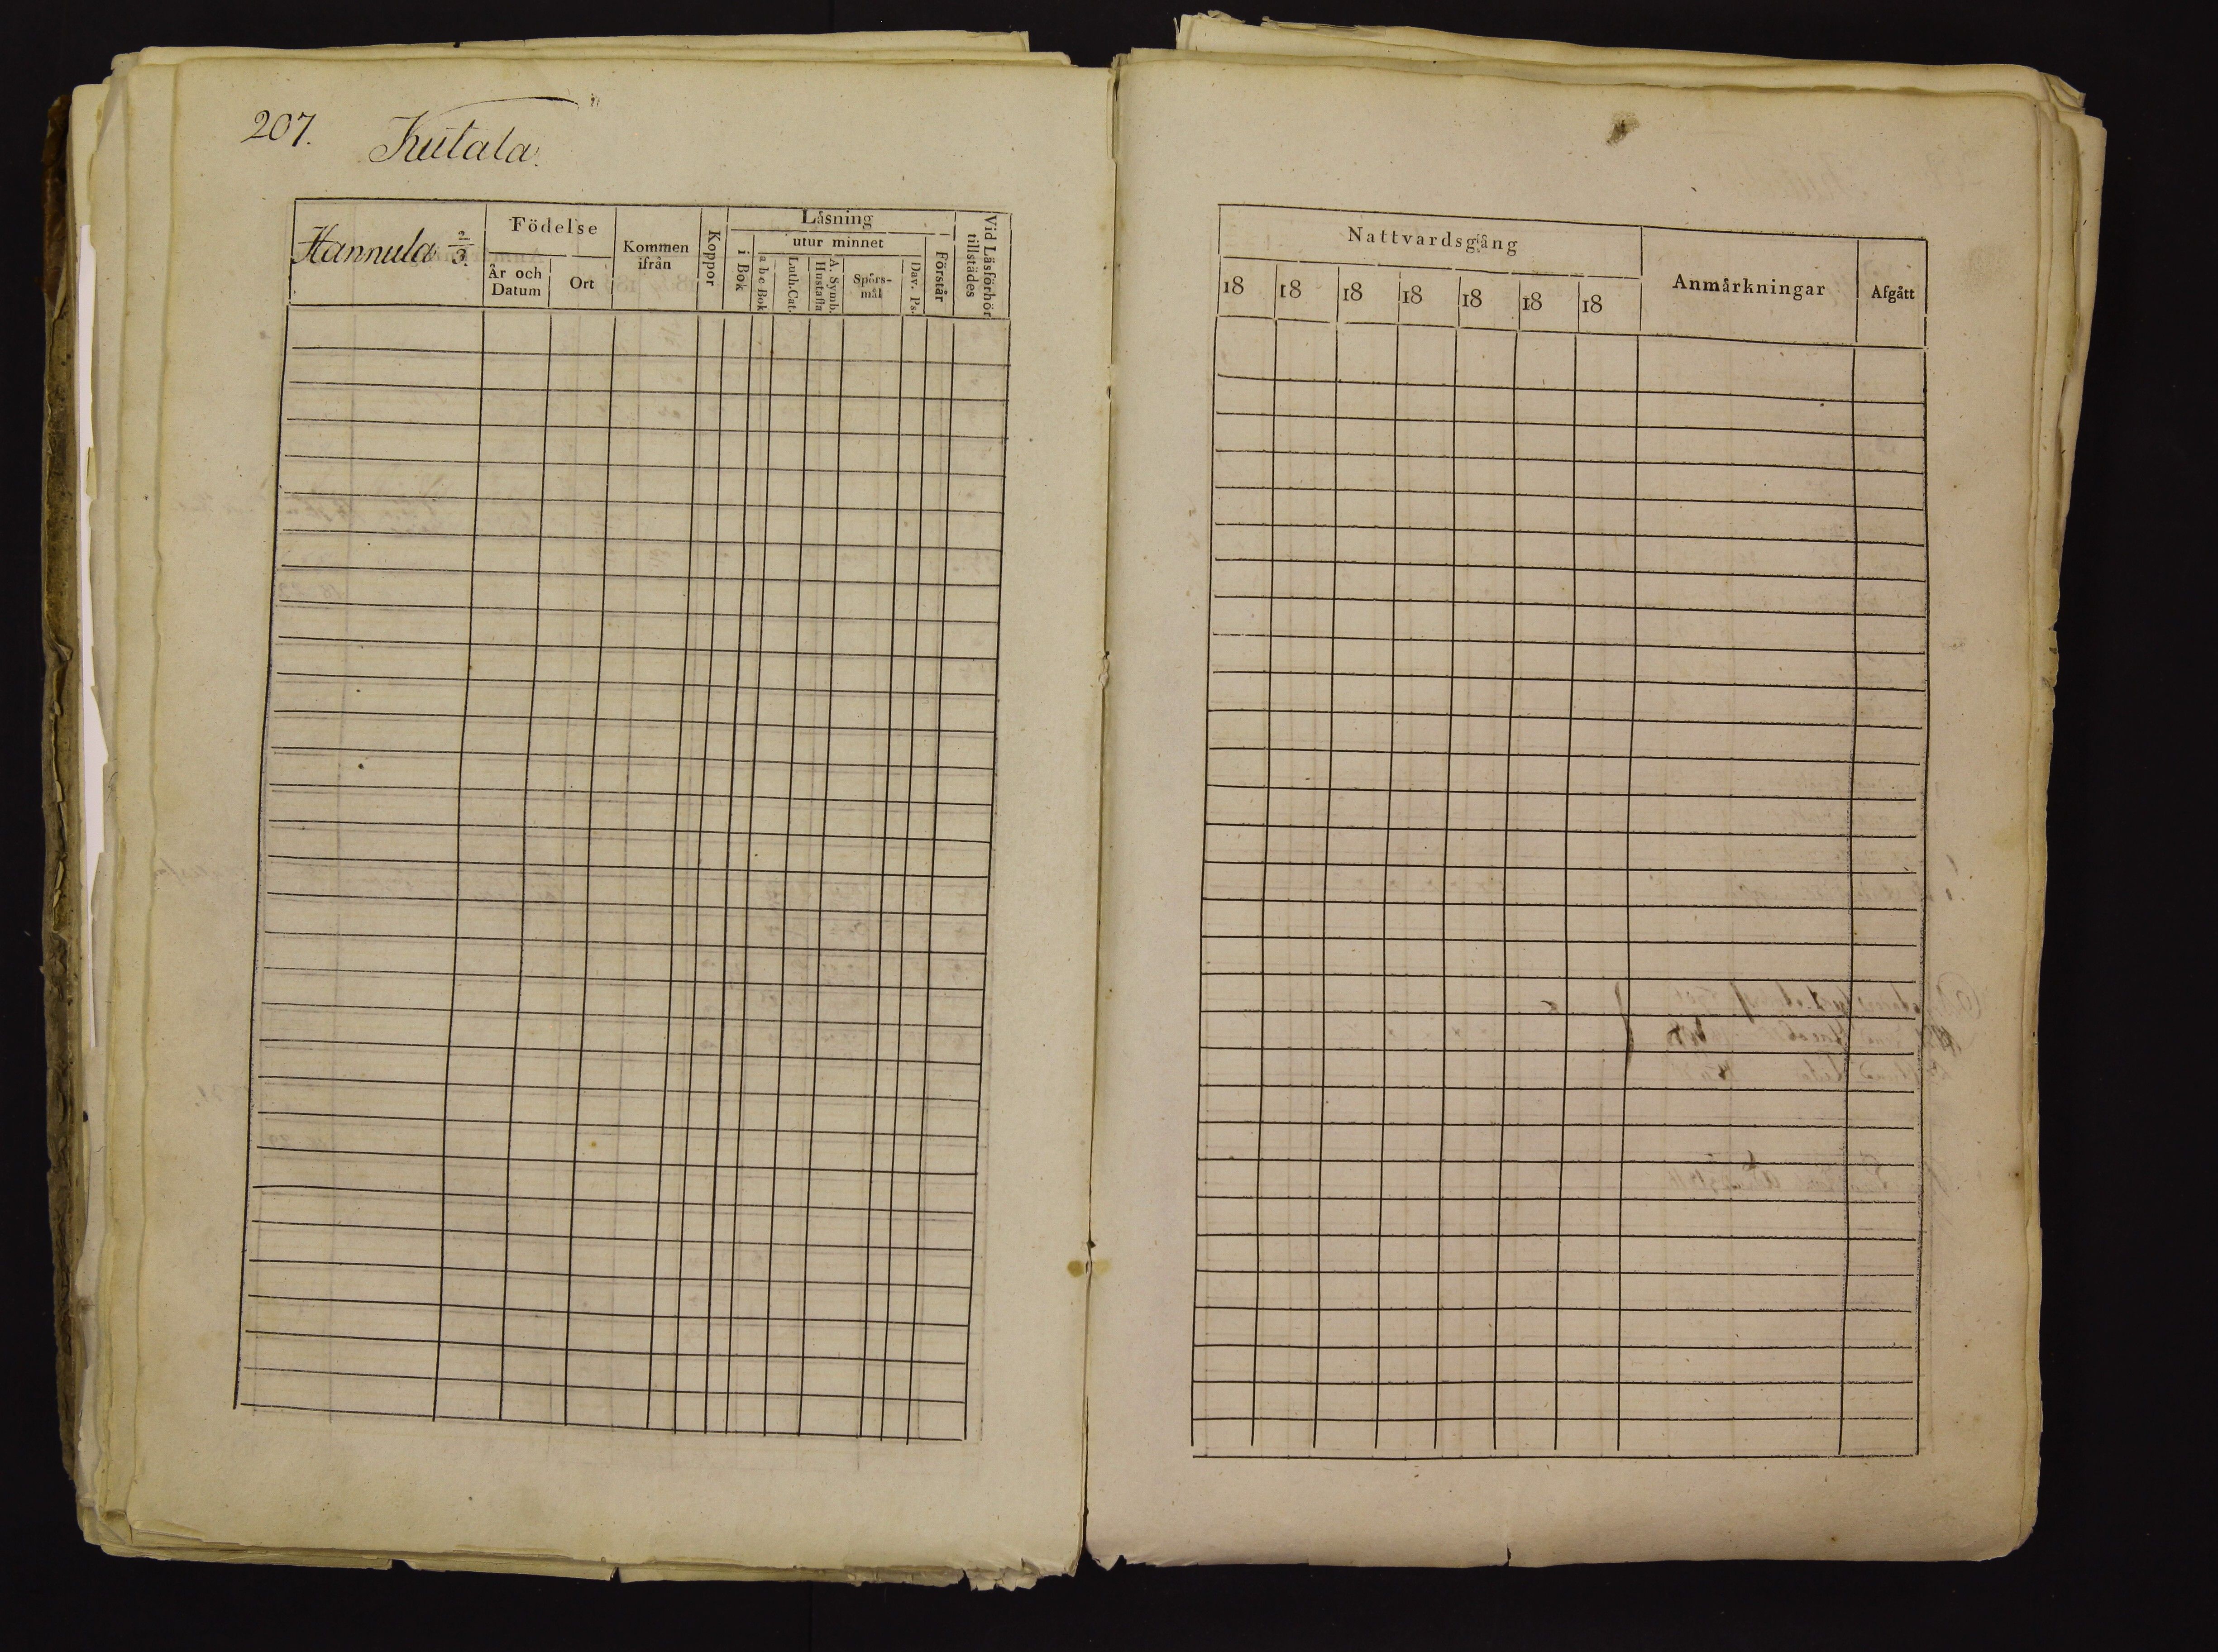 207. Kutala.
Hannula 2/3.
Födelse
År och Datum
Ort
Kommen ifrån
Koppor
Läsning
i Bok
utur minnet
a b c Bok
Luth. Cat.
A. Symb. Hustafla
Spörsmål
Dav. Ps.
Förstår
Vid Läsförhör tillstädes
Nattvardsgång
18 18 18 18 18 18 18
Anmärkningar
Afgått